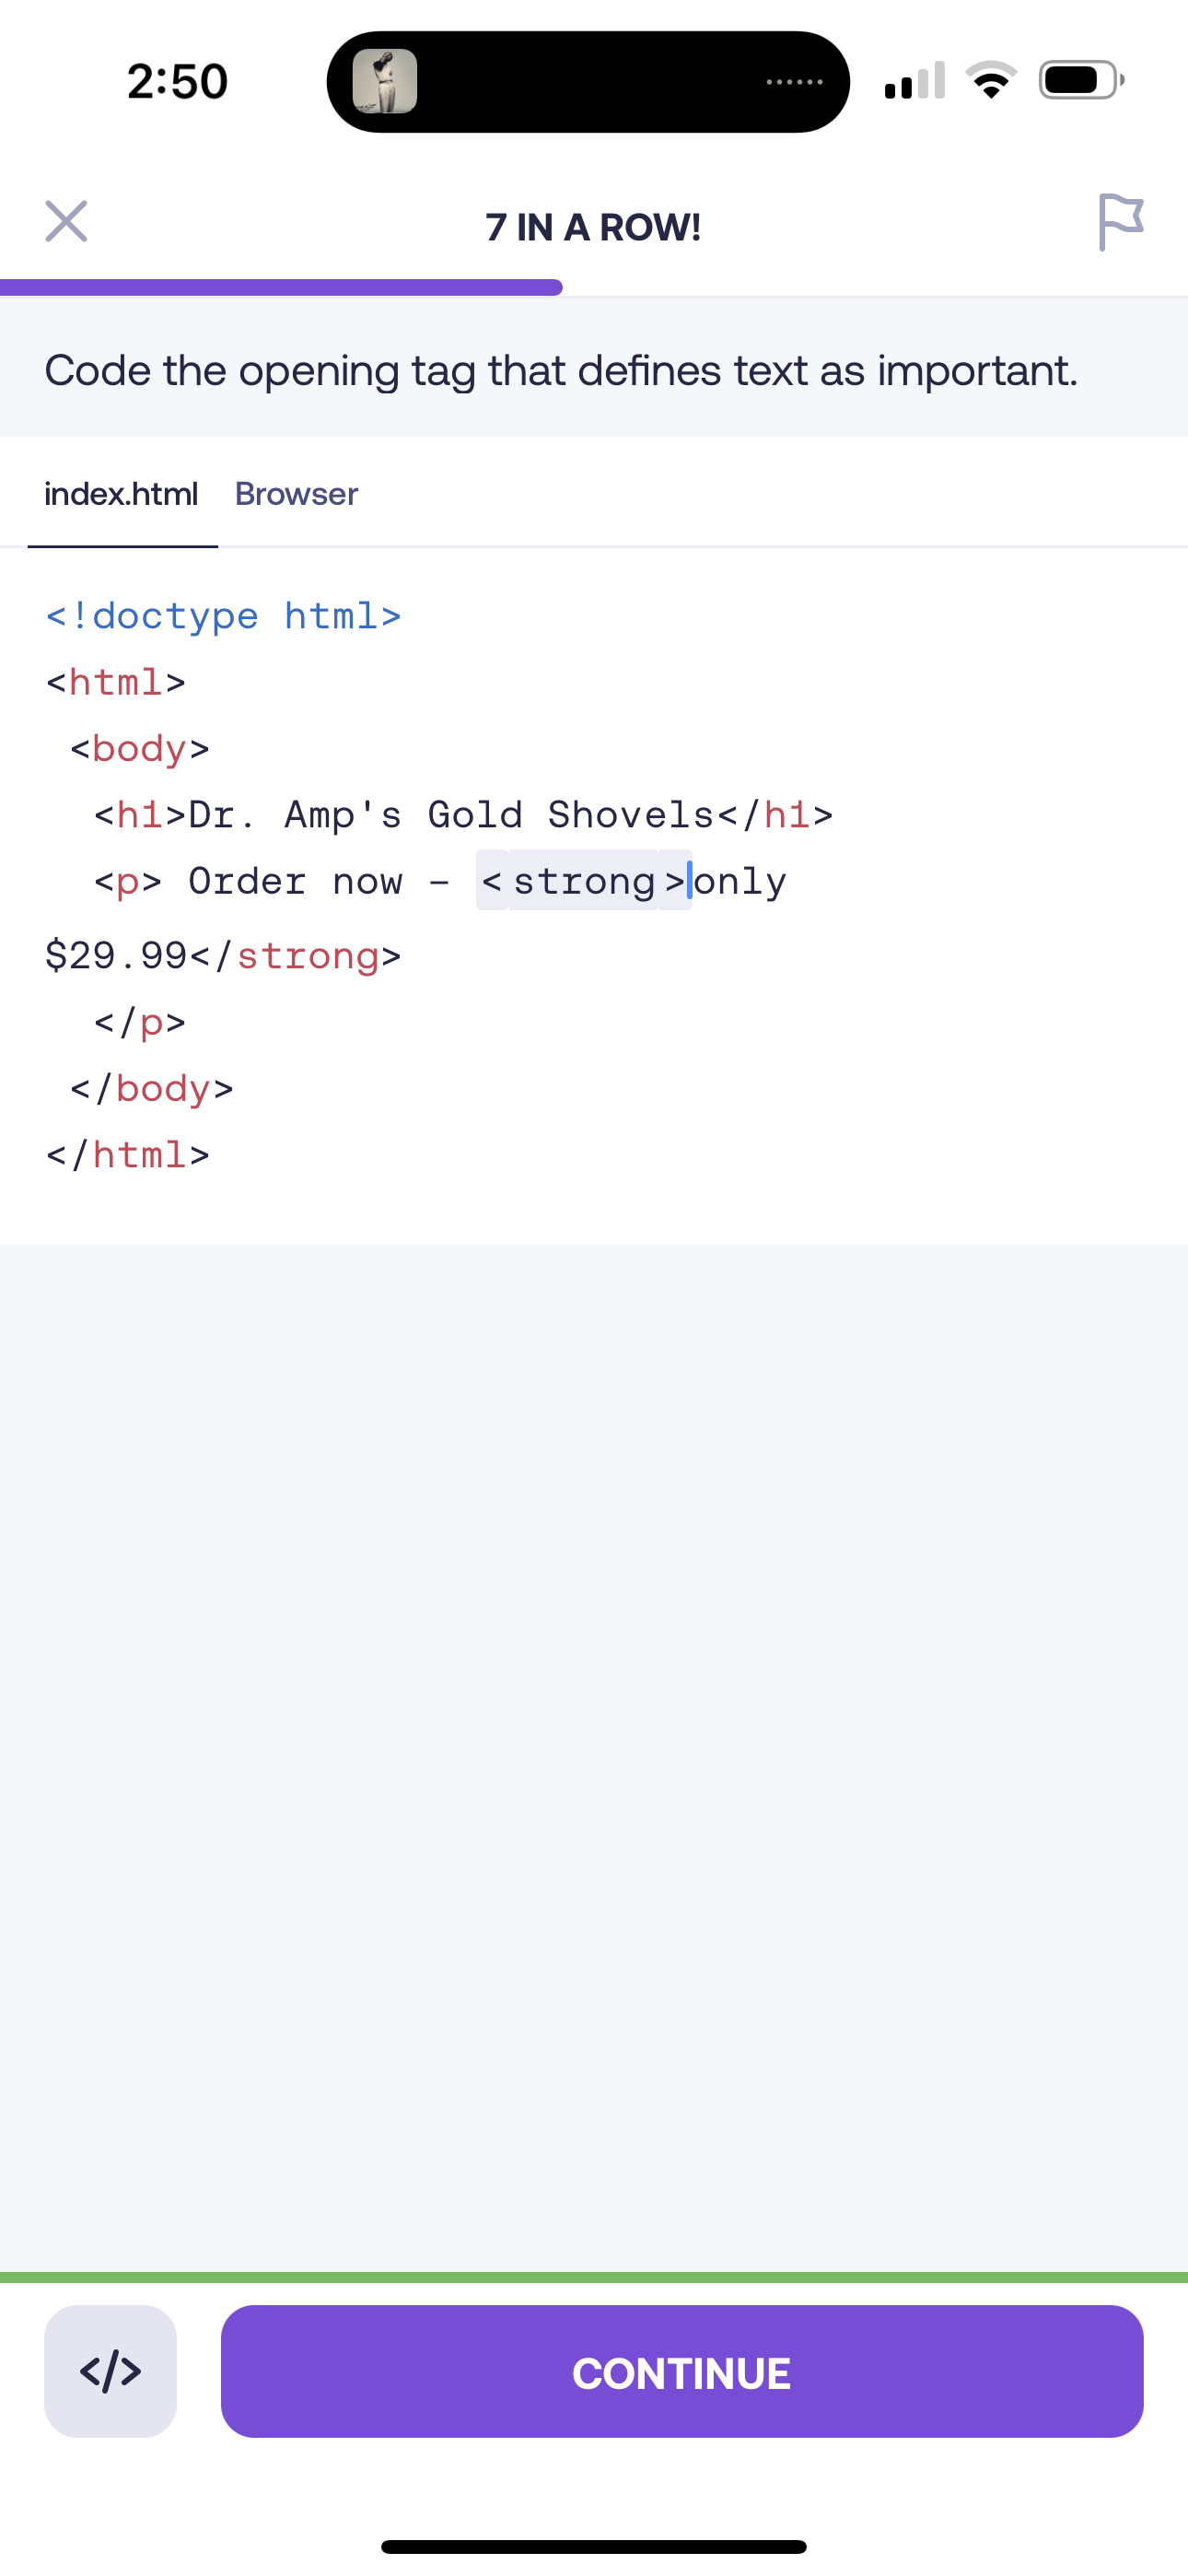 2:50
7 IN A ROW!
Code the opening tag that defines text as important.
index.html Browser
<!doctype html>
<html>
<body>
<h1>Dr. Amp's Gold Shovels</h1>
<p> Order now – <strong>only
$29.99</strong>
</p>
</body>
</html>
</>
CONTINUE